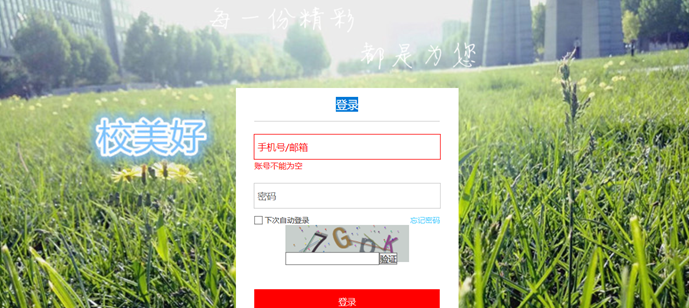 每一份精彩
都是为您
校美好
登录
手机号/邮箱
账号不能为空
密码
下次自动登录 忘记密码
7GDK
验证
登录